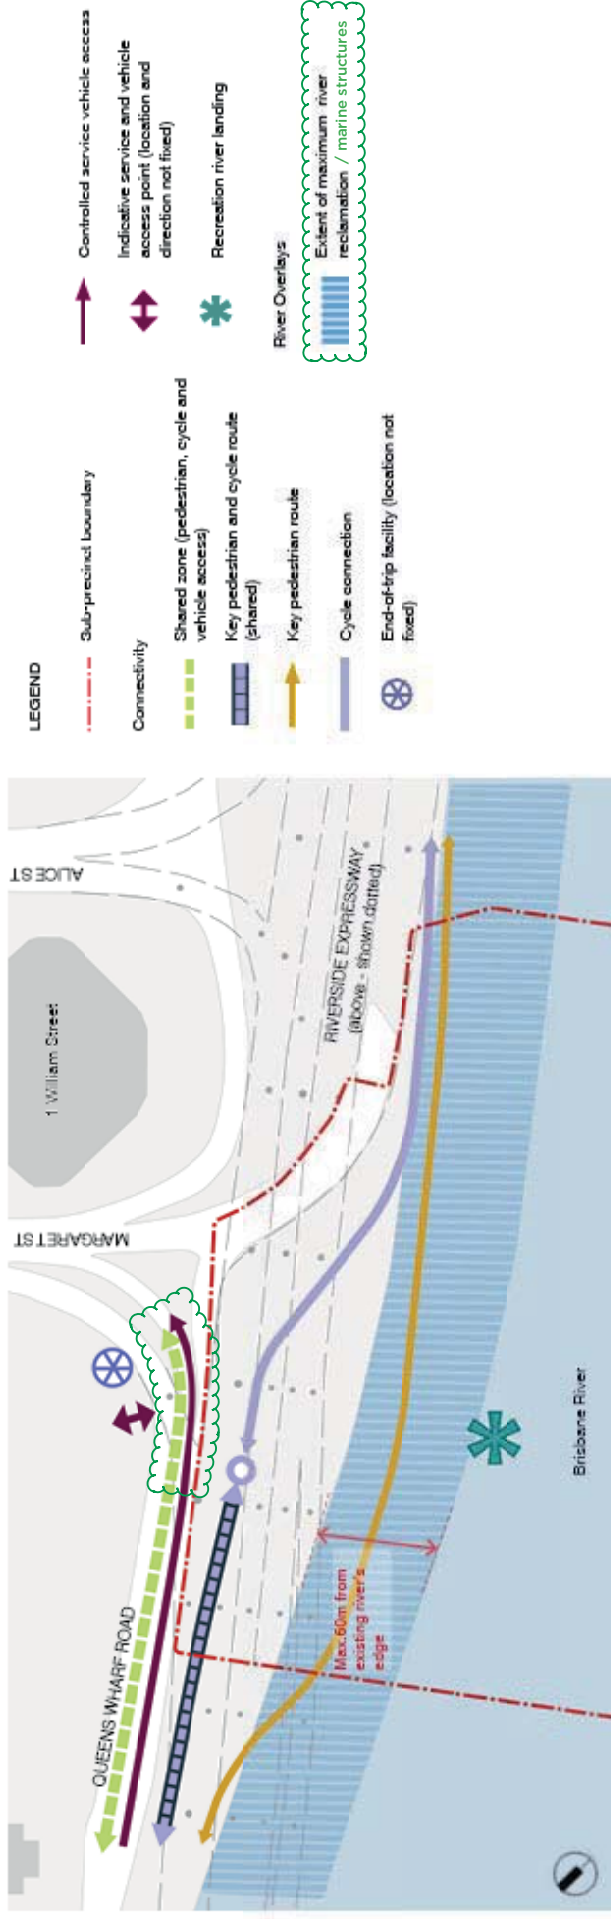 ALICE ST
1 William Street
MARGARET ST
RIVERSIDE EXPRESSWAY
(above - shown dotted)
QUEENS WHARF ROAD
Max.60m from
existing river's
edge
Brisbane River
LEGEND
Sub-precinct boundary
Connectivity
Shared zone (pedestrian, cycle and
vehicle access)
Key pedestrian and cycle route
(shared)
Key pedestrian route
Cycle connection
End-of-trip facility (location not
fixed)
Controlled service vehicle access
Indicative service and vehicle
access point (location and
direction not fixed)
Recreation river landing
River Overlays
Extent of maximum river
reclamation / marine structures